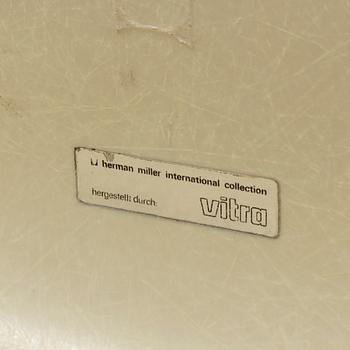 herman miller international collection
hergestellt durch:
vitra